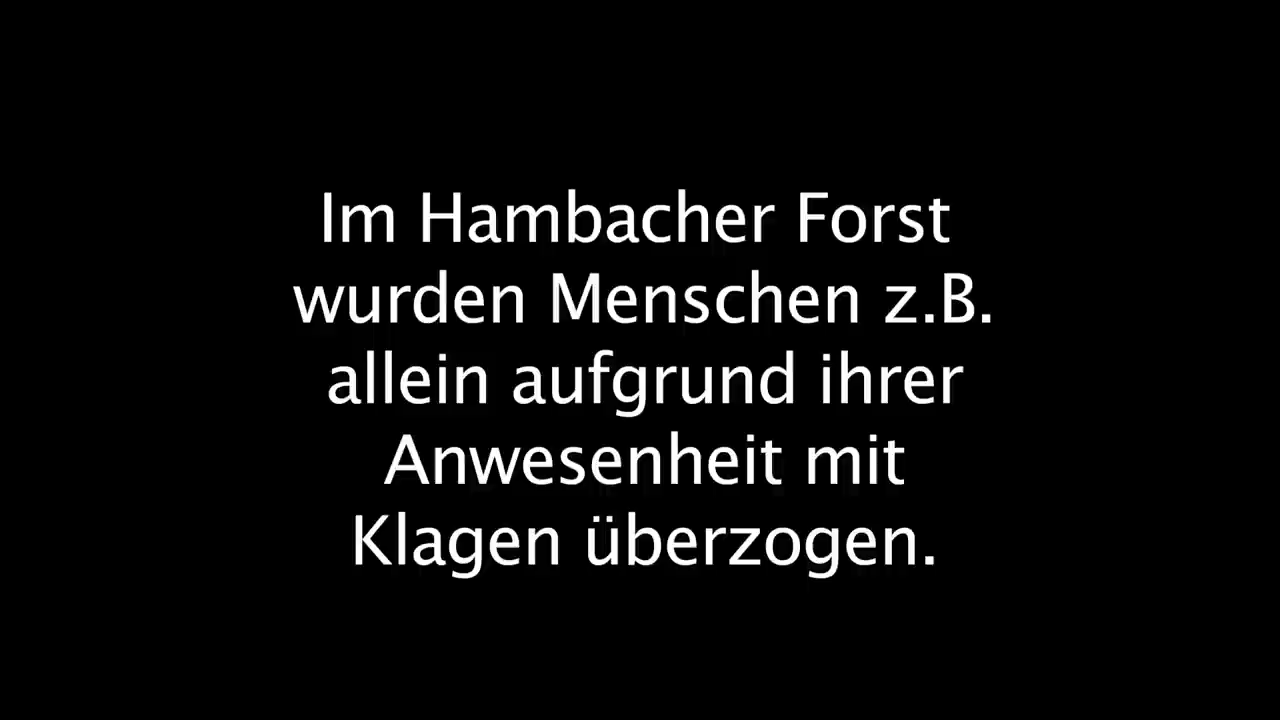 Im Hambacher Forst
wurden Menschen z.B.
allein aufgrund ihrer
Anwesenheit mit
Klagen überzogen.